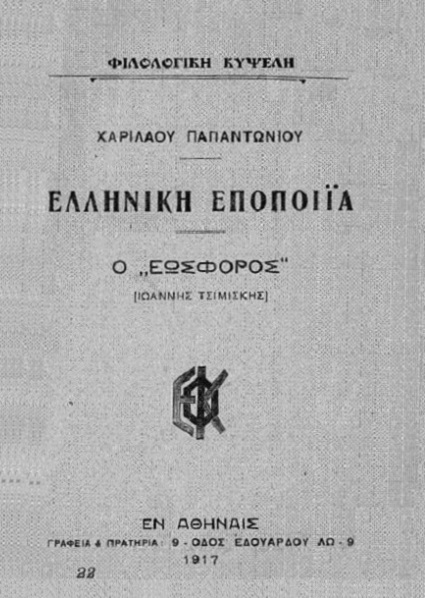 ΦΙΛΟΛΟΓΙΚΗ ΚΥΨΕΛΗ
ΧΑΡΙΛΑΟΥ ΠΑΠΑΝΤΩΝΙΟΥ
ΕΛΛΗΝΙΚΗ ΕΠΟΠΟΙΪΑ
Ο „ΕΩΣΦΟΡΟΣ“
[ΙΩΑΝΝΗΣ ΤΣΙΜΙΣΚΗΣ]
ΕΦΚ
ΕΝ ΑΘΗΝΑΙΣ
ΓΡΑΦΕΙΑ & ΠΡΑΤΗΡΙΑ: 9 - ΟΔΟΣ ΕΔΟΥΑΡΔΟΥ ΛΩ - 9
1917
22